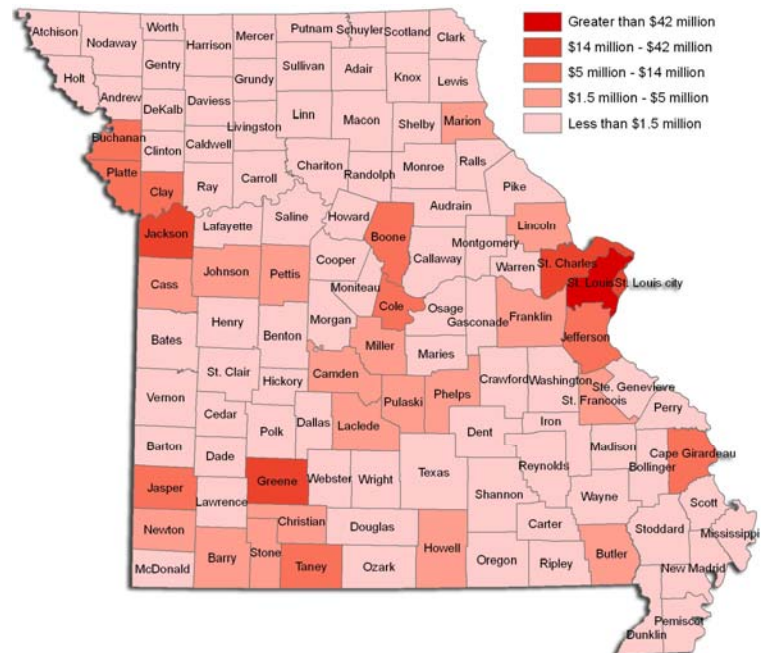 Greater than $42 million
$14 million - $42 million
$5 million - $14 million
$1.5 million - $5 million
Less than $1.5 million
Atchison
Nodaway
Worth
Harrison
Mercer
Putnam
Schuyler
Scotland
Clark
Holt
Gentry
Grundy
Sullivan
Adair
Knox
Lewis
Andrew
DeKalb
Daviess
Livingston
Linn
Macon
Shelby
Marion
Buchanan
Clinton
Caldwell
Chariton
Randolph
Monroe
Ralls
Platte
Clay
Ray
Carroll
Pike
Audrain
Jackson
Lafayette
Saline
Howard
Boone
Callaway
Montgomery
Lincoln
Warren
St. Charles
St. Louis
St. Louis city
Cass
Johnson
Pettis
Cooper
Moniteau
Cole
Osage
Gasconade
Franklin
Jefferson
Bates
Henry
Benton
Morgan
Miller
Maries
Crawford
Washington
Ste. Genevieve
St. Francois
Perry
Vernon
St. Clair
Hickory
Camden
Pulaski
Phelps
Iron
Cedar
Polk
Dallas
Laclede
Dent
Madison
Bollinger
Cape Girardeau
Barton
Dade
Greene
Webster
Wright
Texas
Reynolds
Shannon
Wayne
Scott
Jasper
Lawrence
Christian
Douglas
Carter
Stoddard
Mississippi
Newton
Barry
Stone
Taney
Ozark
Howell
Oregon
Ripley
Butler
New Madrid
McDonald
Pemiscot
Dunklin